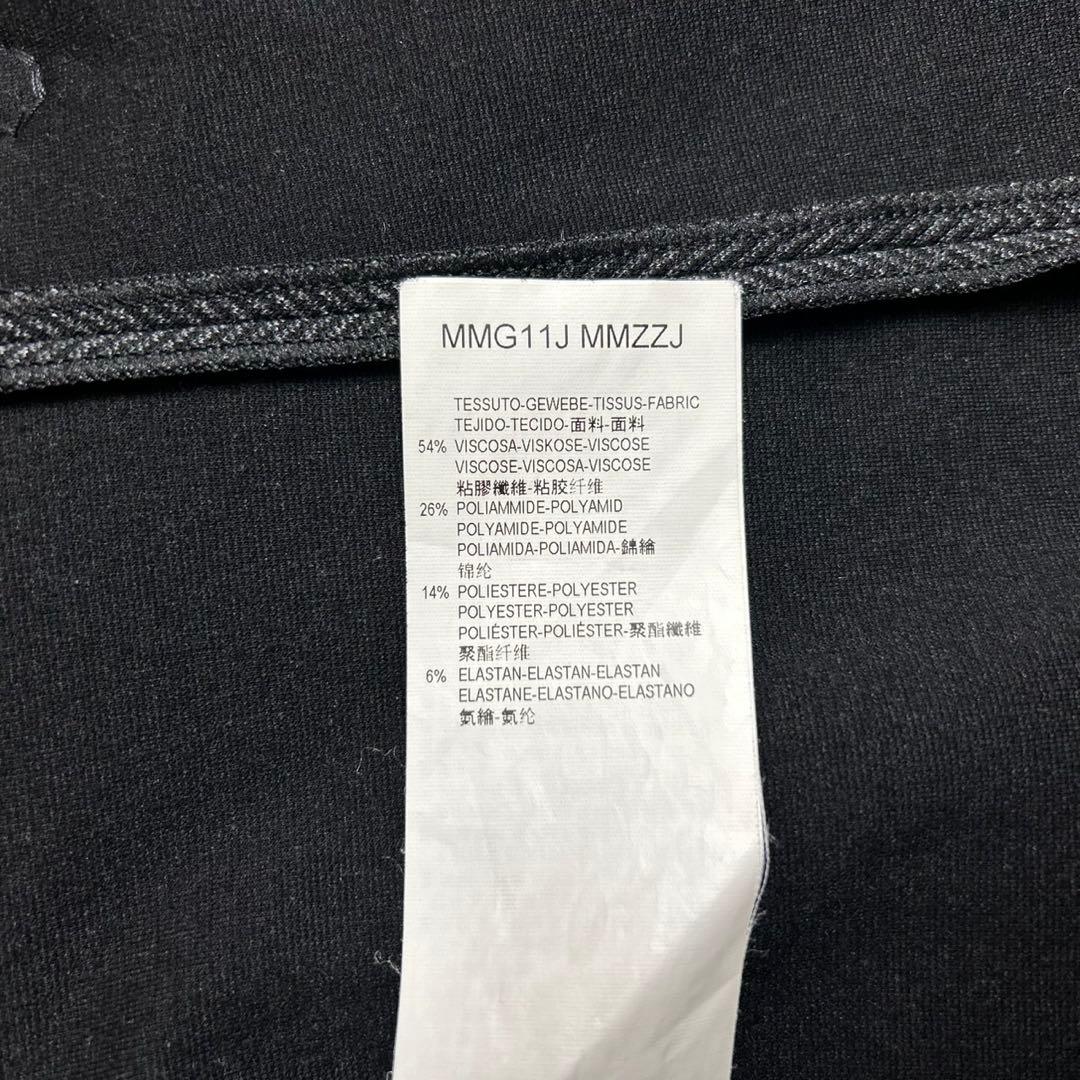 MMG11J MMZZJ
TESSUTO-GEWEBE-TISSUS-FABRIC
TEJIDO-TECIDO-面料-面料
54% VISCOSA-VISKOSE-VISCOSE
VISCOSE-VISCOSA-VISCOSE
粘膠纖維-粘胶纤维
26% POLIAMMIDE-POLYAMID
POLYAMIDE-POLYAMIDE
POLIAMIDA-POLIAMIDA-錦綸
锦纶
14% POLIESTERE-POLYESTER
POLYESTER-POLYESTER
POLIÉSTER-POLIÉSTER-聚酯纖維
聚酯纤维
6% ELASTAN-ELASTAN-ELASTAN
ELASTANE-ELASTANO-ELASTANO
氨綸-氨纶